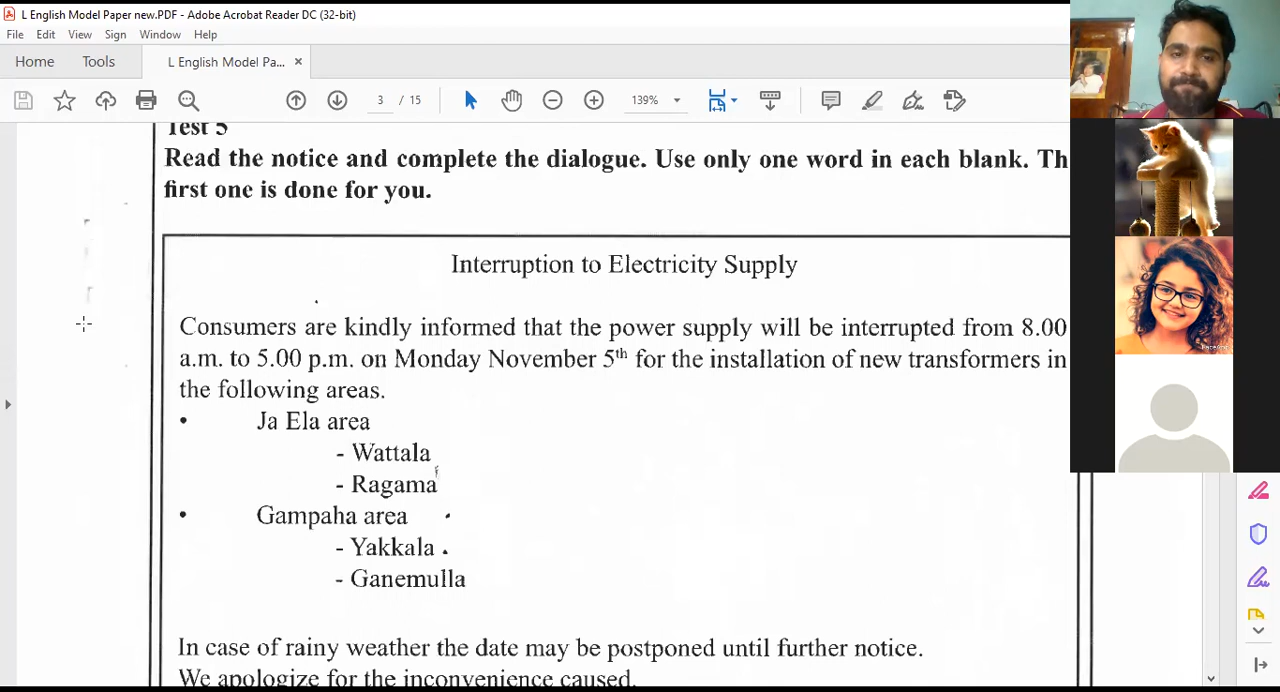 L English Model Paper new.PDF - Adobe Acrobat Reader DC (32-bit)
File Edit View Sign Window Help
Home Tools L English Model Pa... ×
3 / 15 139%
Test 5
Read the notice and complete the dialogue. Use only one word in each blank. Th
first one is done for you.
Interruption to Electricity Supply
Consumers are kindly informed that the power supply will be interrupted from 8.00
a.m. to 5.00 p.m. on Monday November 5th for the installation of new transformers in
the following areas.
• Ja Ela area
- Wattala
- Ragama
• Gampaha area
- Yakkala
- Ganemulla
In case of rainy weather the date may be postponed until further notice.
We apologize for the inconvenience caused.